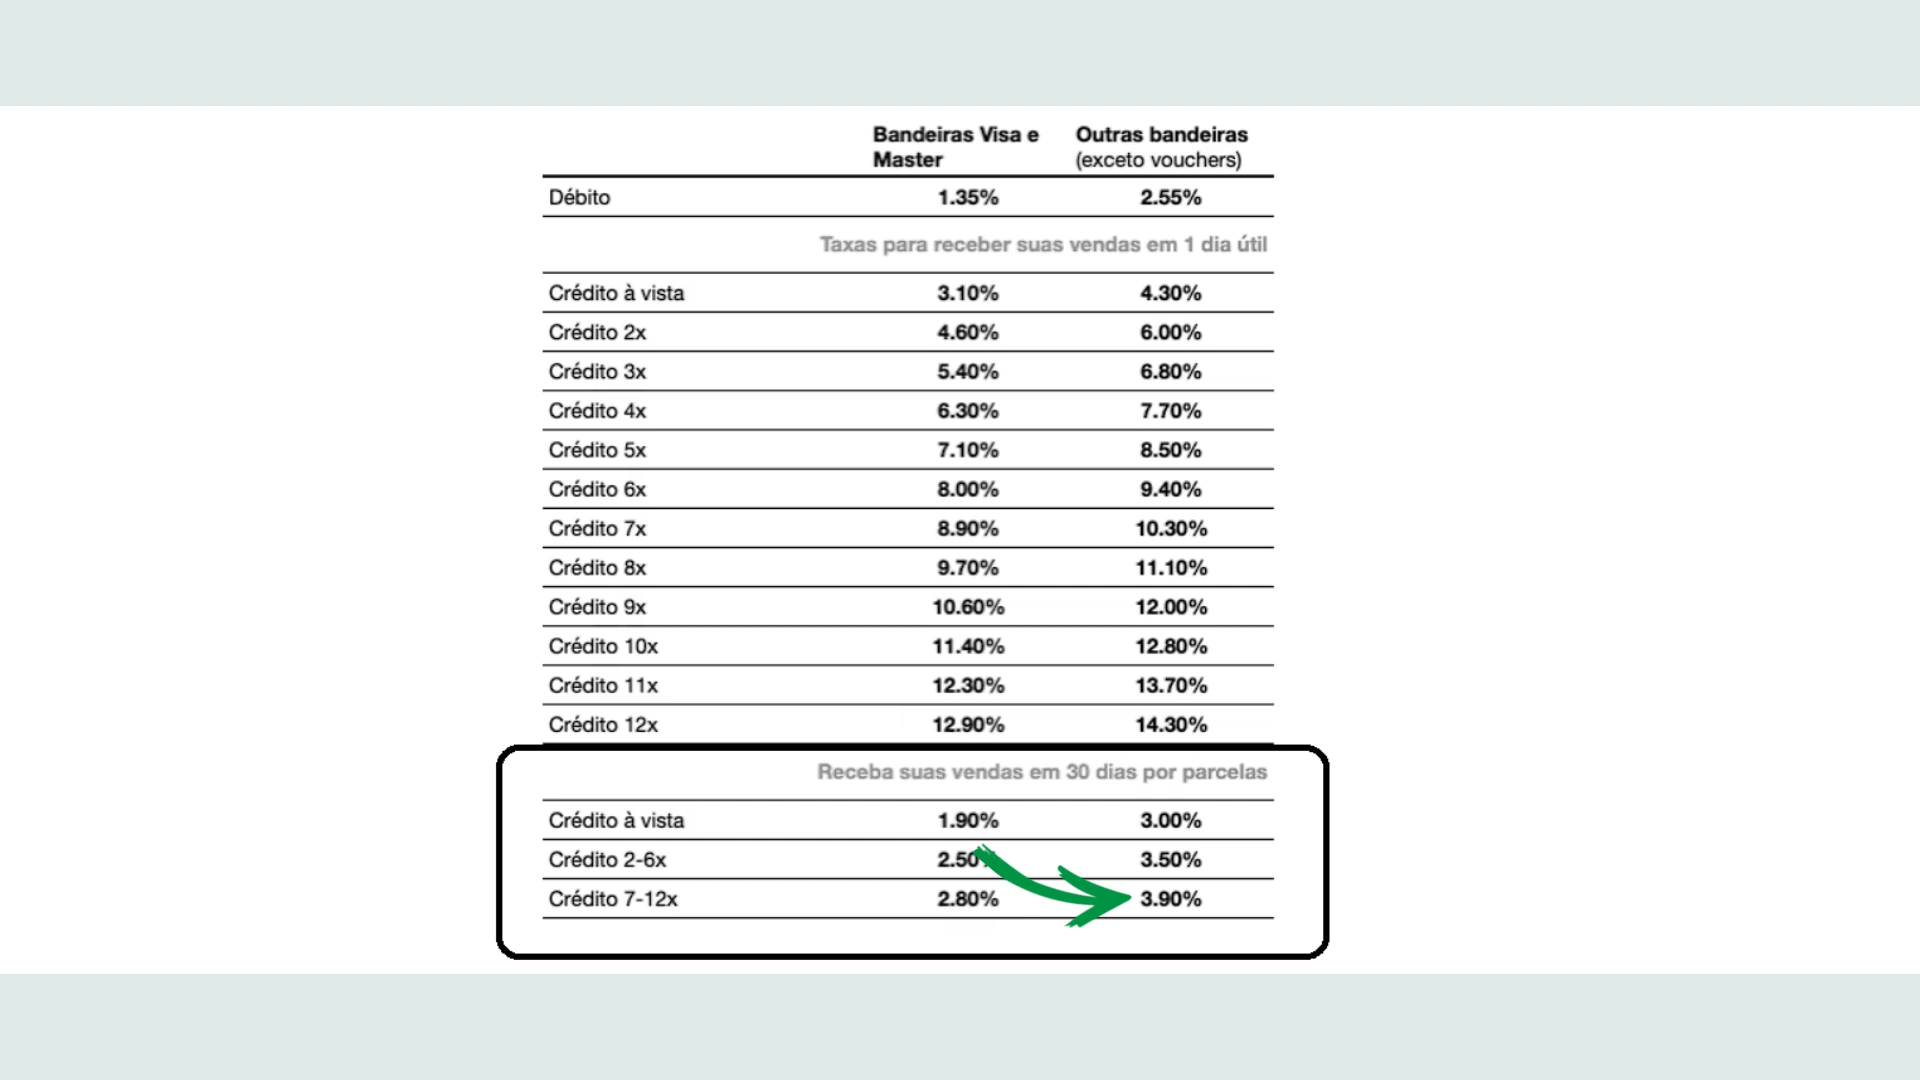 Bandeiras Visa e Master Outras bandeiras (exceto vouchers)
Débito 1.35% 2.55%
Taxas para receber suas vendas em 1 dia útil
Crédito à vista 3.10% 4.30%
Crédito 2x 4.60% 6.00%
Crédito 3x 5.40% 6.80%
Crédito 4x 6.30% 7.70%
Crédito 5x 7.10% 8.50%
Crédito 6x 8.00% 9.40%
Crédito 7x 8.90% 10.30%
Crédito 8x 9.70% 11.10%
Crédito 9x 10.60% 12.00%
Crédito 10x 11.40% 12.80%
Crédito 11x 12.30% 13.70%
Crédito 12x 12.90% 14.30%
Receba suas vendas em 30 dias por parcelas
Crédito à vista 1.90% 3.00%
Crédito 2-6x 2.50% 3.50%
Crédito 7-12x 2.80% 3.90%